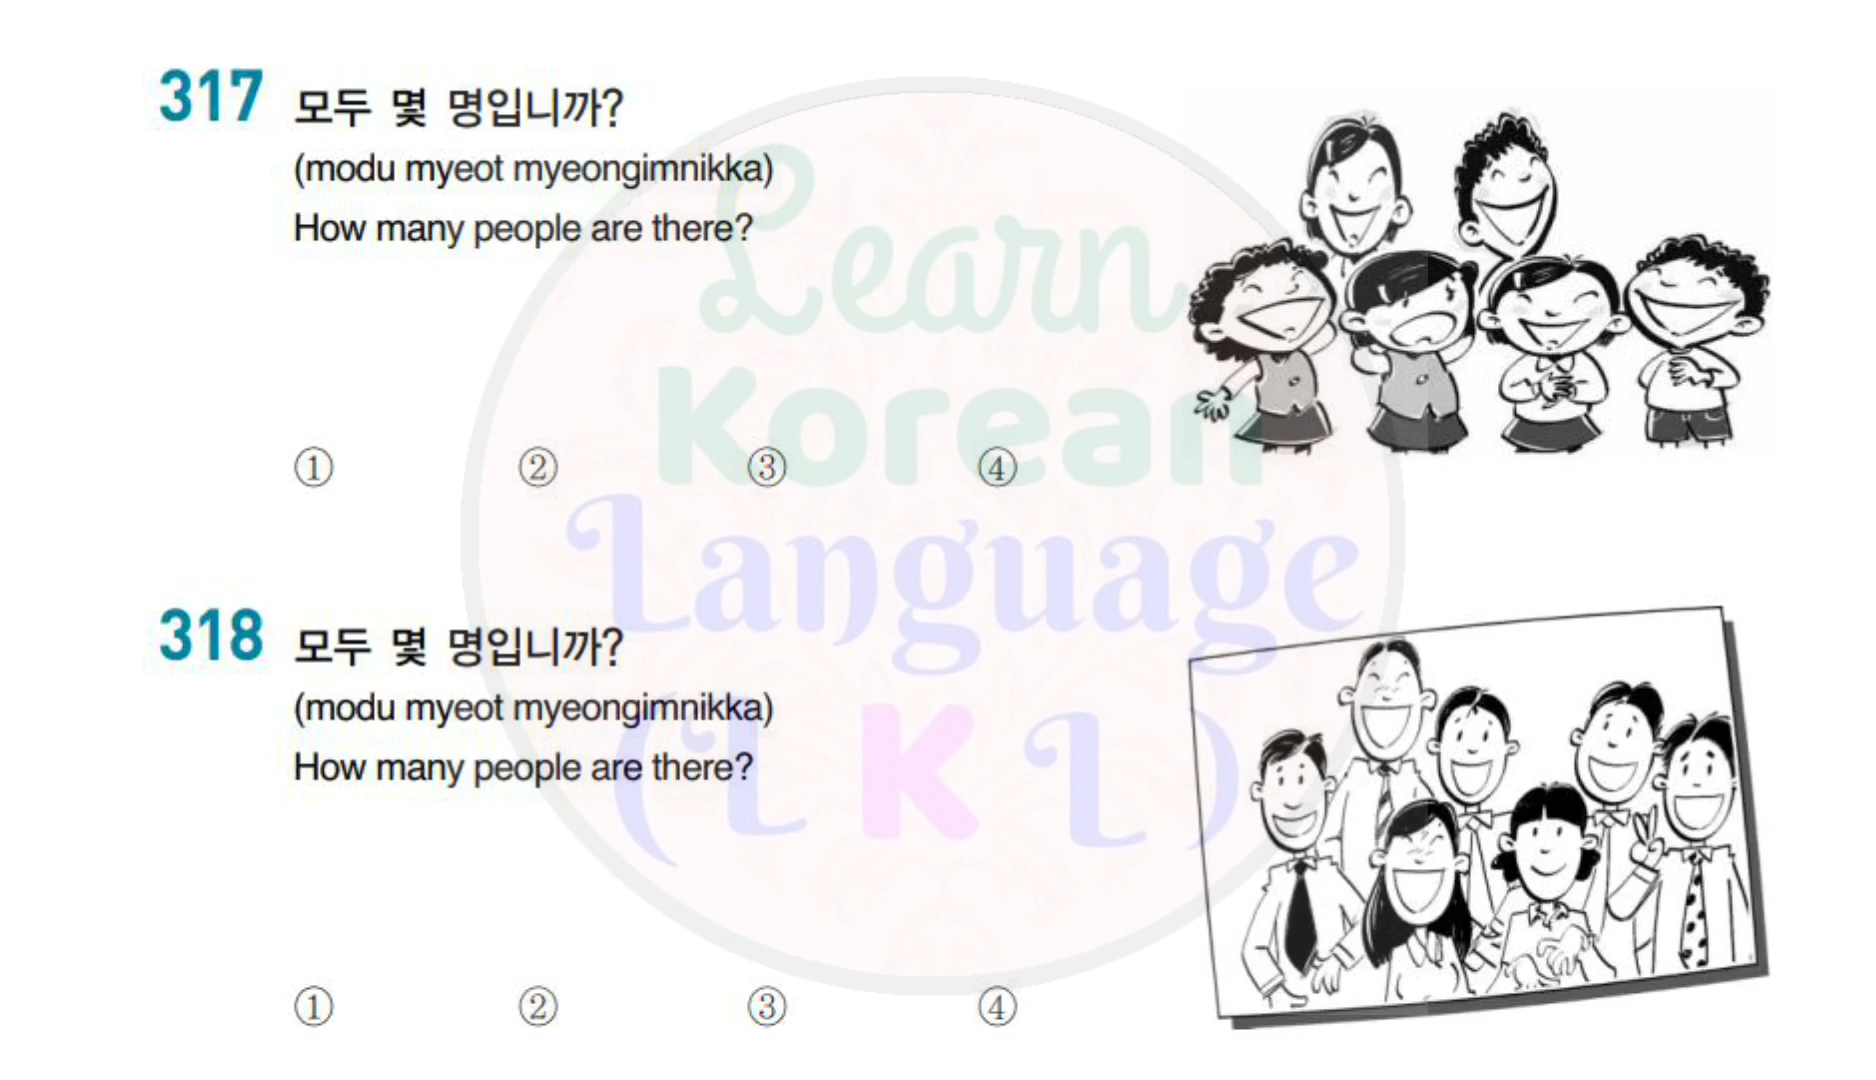 317 모두 몇 명입니까?
(modu myeot myeongimnikka)
How many people are there?
① ② ③ ④
Learn
Korean
Language
(L K L)
318 모두 몇 명입니까?
(modu myeot myeongimnikka)
How many people are there?
① ② ③ ④